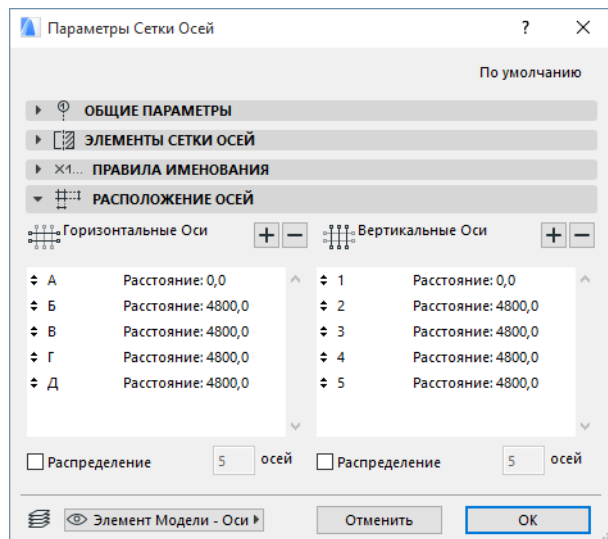 Параметры Сетки Осей ?
По умолчанию
ОБЩИЕ ПАРАМЕТРЫ
ЭЛЕМЕНТЫ СЕТКИ ОСЕЙ
X1... ПРАВИЛА ИМЕНОВАНИЯ
РАСПОЛОЖЕНИЕ ОСЕЙ
Горизонтальные Оси
А Расстояние: 0,0
Б Расстояние: 4800,0
В Расстояние: 4800,0
Г Расстояние: 4800,0
Д Расстояние: 4800,0
Распределение 5 осей
Вертикальные Оси
1 Расстояние: 0,0
2 Расстояние: 4800,0
3 Расстояние: 4800,0
4 Расстояние: 4800,0
5 Расстояние: 4800,0
Распределение 5 осей
Элемент Модели - Оси
Отменить
ОК